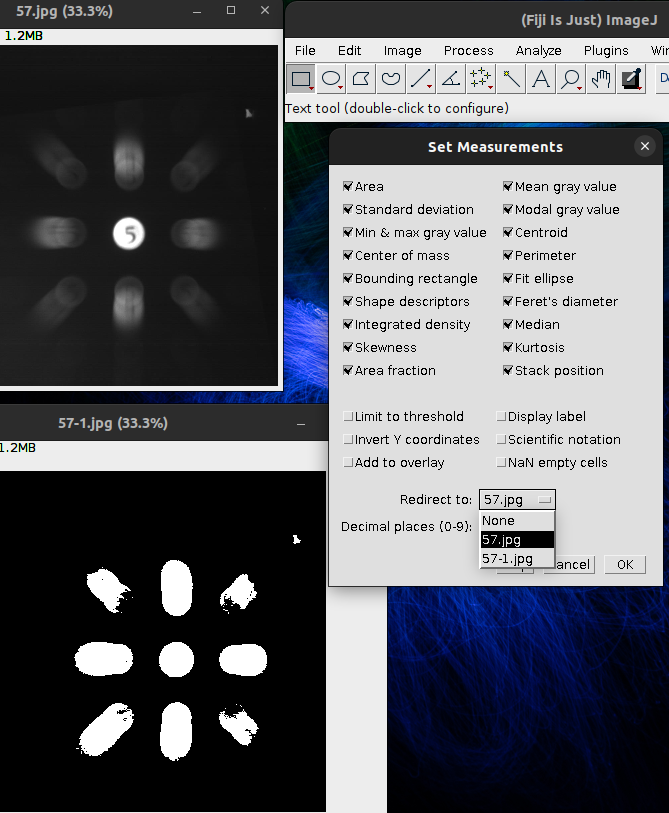 57.jpg (33.3%)
1.2MB
5
(Fiji Is Just) ImageJ
File Edit Image Process Analyze Plugins
Text tool (double-click to configure)
Set Measurements
Area Mean gray value
Standard deviation Modal gray value
Min & max gray value Centroid
Center of mass Perimeter
Bounding rectangle Fit ellipse
Shape descriptors Feret's diameter
Integrated density Median
Skewness Kurtosis
Area fraction Stack position
Limit to threshold Display label
Invert Y coordinates Scientific notation
Add to overlay NaN empty cells
Redirect to: 57.jpg
None
Decimal places (0-9): 57.jpg
57-1.jpg
OK
57-1.jpg (33.3%)
1.2MB